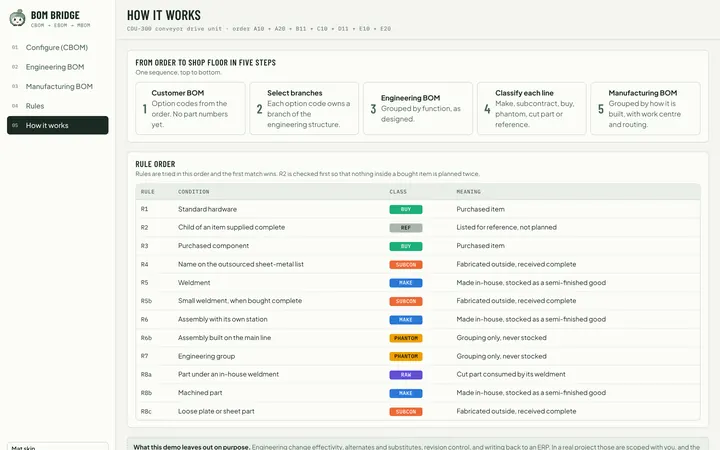 BOM BRIDGE
CBOM → EBOM → MBOM
01 Configure (CBOM)
02 Engineering BOM
03 Manufacturing BOM
04 Rules
05 How it works
HOW IT WORKS
CDU-300 conveyor drive unit · order A10 + A20 + B11 + C10 + D11 + E10 + E20
FROM ORDER TO SHOP FLOOR IN FIVE STEPS
One sequence, top to bottom.
1 Customer BOM
Option codes from the
order. No part numbers
yet.
2 Select branches
Each option code owns a
branch of the
engineering structure.
3 Engineering BOM
Grouped by function, as
designed.
4 Classify each line
Make, subcontract, buy,
phantom, cut part or
reference.
5 Manufacturing BOM
Grouped by how it is
built, with work centre
and routing.
RULE ORDER
Rules are tried in this order and the first match wins. R2 is checked first so that nothing inside a bought item is planned twice.
RULE CONDITION CLASS MEANING
R1 Standard hardware BUY Purchased item
R2 Child of an item supplied complete REF Listed for reference, not planned
R3 Purchased component BUY Purchased item
R4 Name on the outsourced sheet-metal list SUBCON Fabricated outside, received complete
R5 Weldment MAKE Made in-house, stocked as a semi-finished good
R5b Small weldment, when bought complete SUBCON Fabricated outside, received complete
R6 Assembly with its own station MAKE Made in-house, stocked as a semi-finished good
R6b Assembly built on the main line PHANTOM Grouping only, never stocked
R7 Engineering group PHANTOM Grouping only, never stocked
R8a Part under an in-house weldment RAW Cut part consumed by its weldment
R8b Machined part MAKE Made in-house, stocked as a semi-finished good
R8c Loose plate or sheet part SUBCON Fabricated outside, received complete
What this demo leaves out on purpose. Engineering change effectivity, alternates and substitutes, revision control, and writing back to an ERP. In a real project those are scoped with you, and the
Mat skin